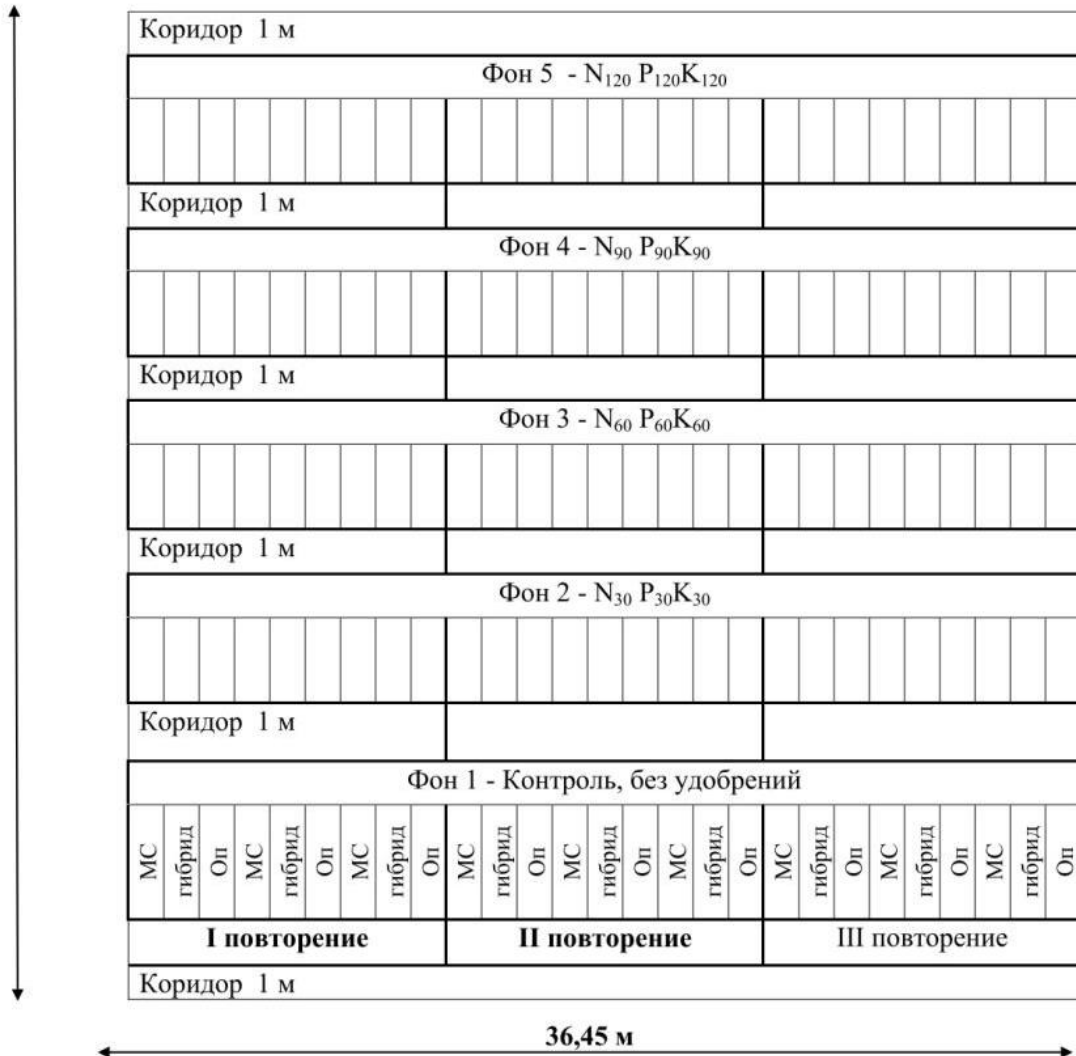 Коридор 1 м
Фон 5 - N₁₂₀ P₁₂₀K₁₂₀
Коридор 1 м
Фон 4 - N₉₀ P₉₀K₉₀
Коридор 1 м
Фон 3 - N₆₀ P₆₀K₆₀
Коридор 1 м
Фон 2 - N₃₀ P₃₀K₃₀
Коридор 1 м
Фон 1 - Контроль, без удобрений
МС гибрид Оп МС гибрид Оп МС гибрид Оп МС гибрид Оп МС гибрид Оп МС гибрид Оп МС гибрид Оп МС гибрид Оп МС гибрид Оп
I повторение II повторение III повторение
Коридор 1 м
36,45 м